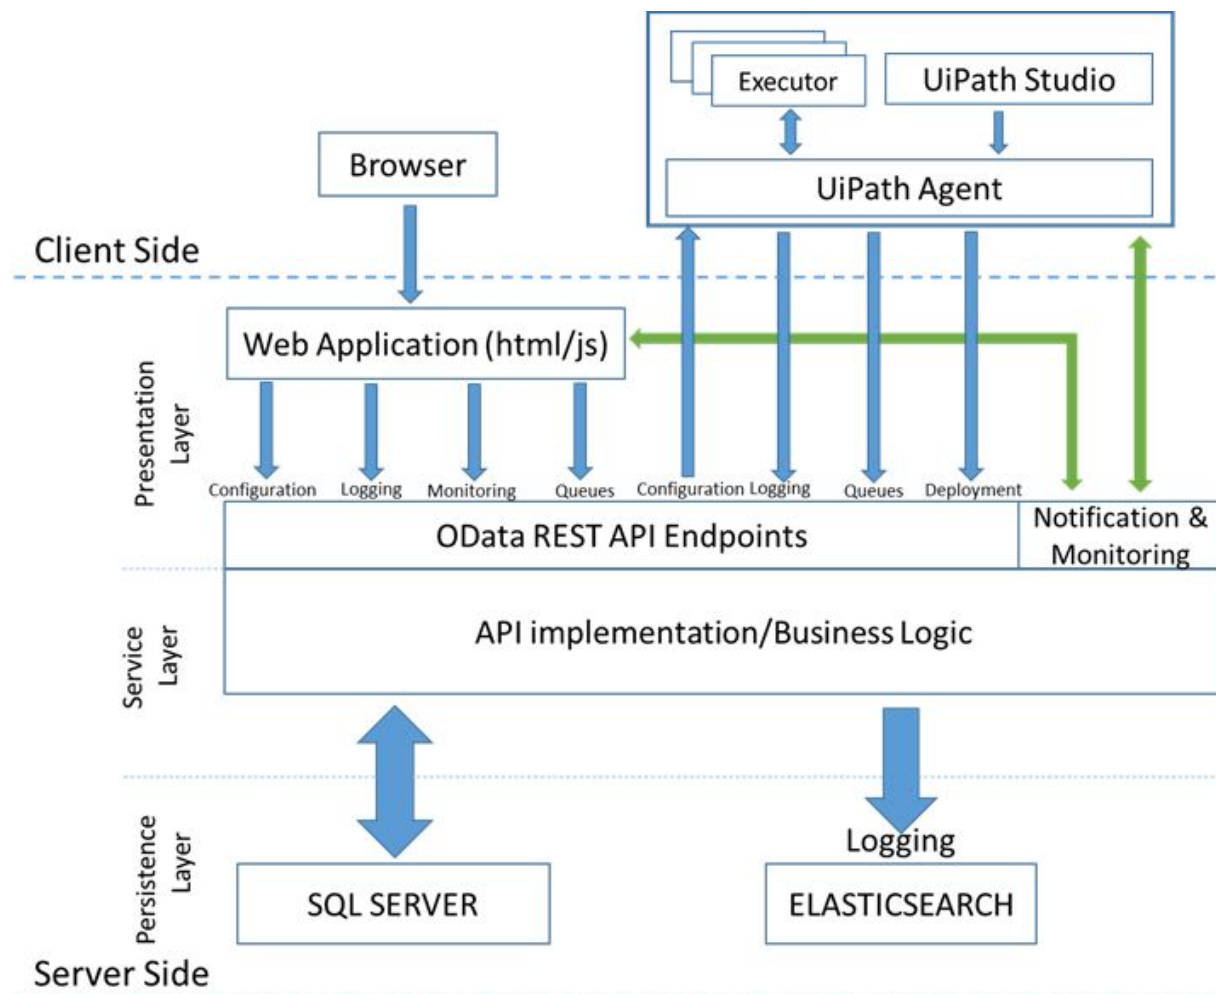 Executor
UiPath Studio
Browser
UiPath Agent
Client Side
Web Application (html/js)
Presentation
Layer
Configuration
Logging
Monitoring
Queues
Configuration
Logging
Queues
Deployment
OData REST API Endpoints
Notification &
Monitoring
Service
Layer
API implementation/Business Logic
Persistence
Layer
Logging
SQL SERVER
ELASTICSEARCH
Server Side